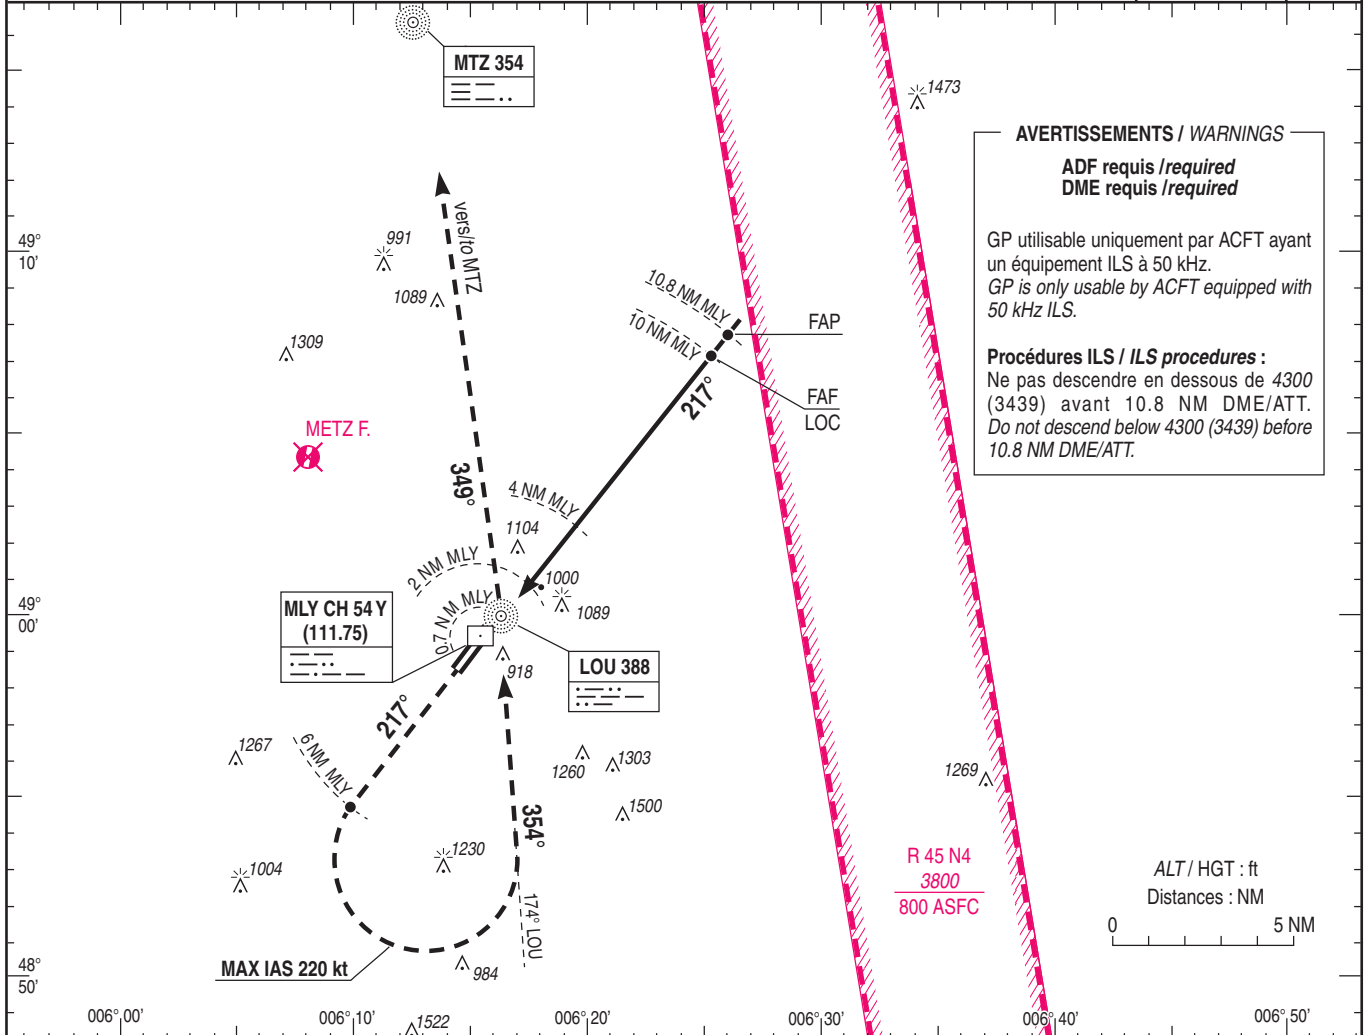 MTZ 354
1473
AVERTISSEMENTS / WARNINGS
ADF requis /required
DME requis /required
GP utilisable uniquement par ACFT ayant
un équipement ILS à 50 kHz.
GP is only usable by ACFT equipped with
50 kHz ILS.
Procédures ILS / ILS procedures :
Ne pas descendre en dessous de 4300
(3439) avant 10.8 NM DME/ATT.
Do not descend below 4300 (3439) before
10.8 NM DME/ATT.
vers/to MTZ
991
49°
10'
1089
10.8 NM MLY
10 NM MLY
FAP
1309
217°
FAF
LOC
METZ F.
349°
4 NM MLY
1104
2 NM MLY
1000
1089
49°
00'
MLY CH 54 Y
(111.75)
0.7 NM MLY
918
LOU 388
217°
1267
6 NM MLY
1260
1303
1269
1500
354°
1230
1004
R 45 N4
3800
800 ASFC
ALT / HGT : ft
Distances : NM
0
5 NM
174° LOU
MAX IAS 220 kt
984
48°
50'
006° 00'
006° 10'
1522
006° 20'
006° 30'
006° 40'
006° 50'